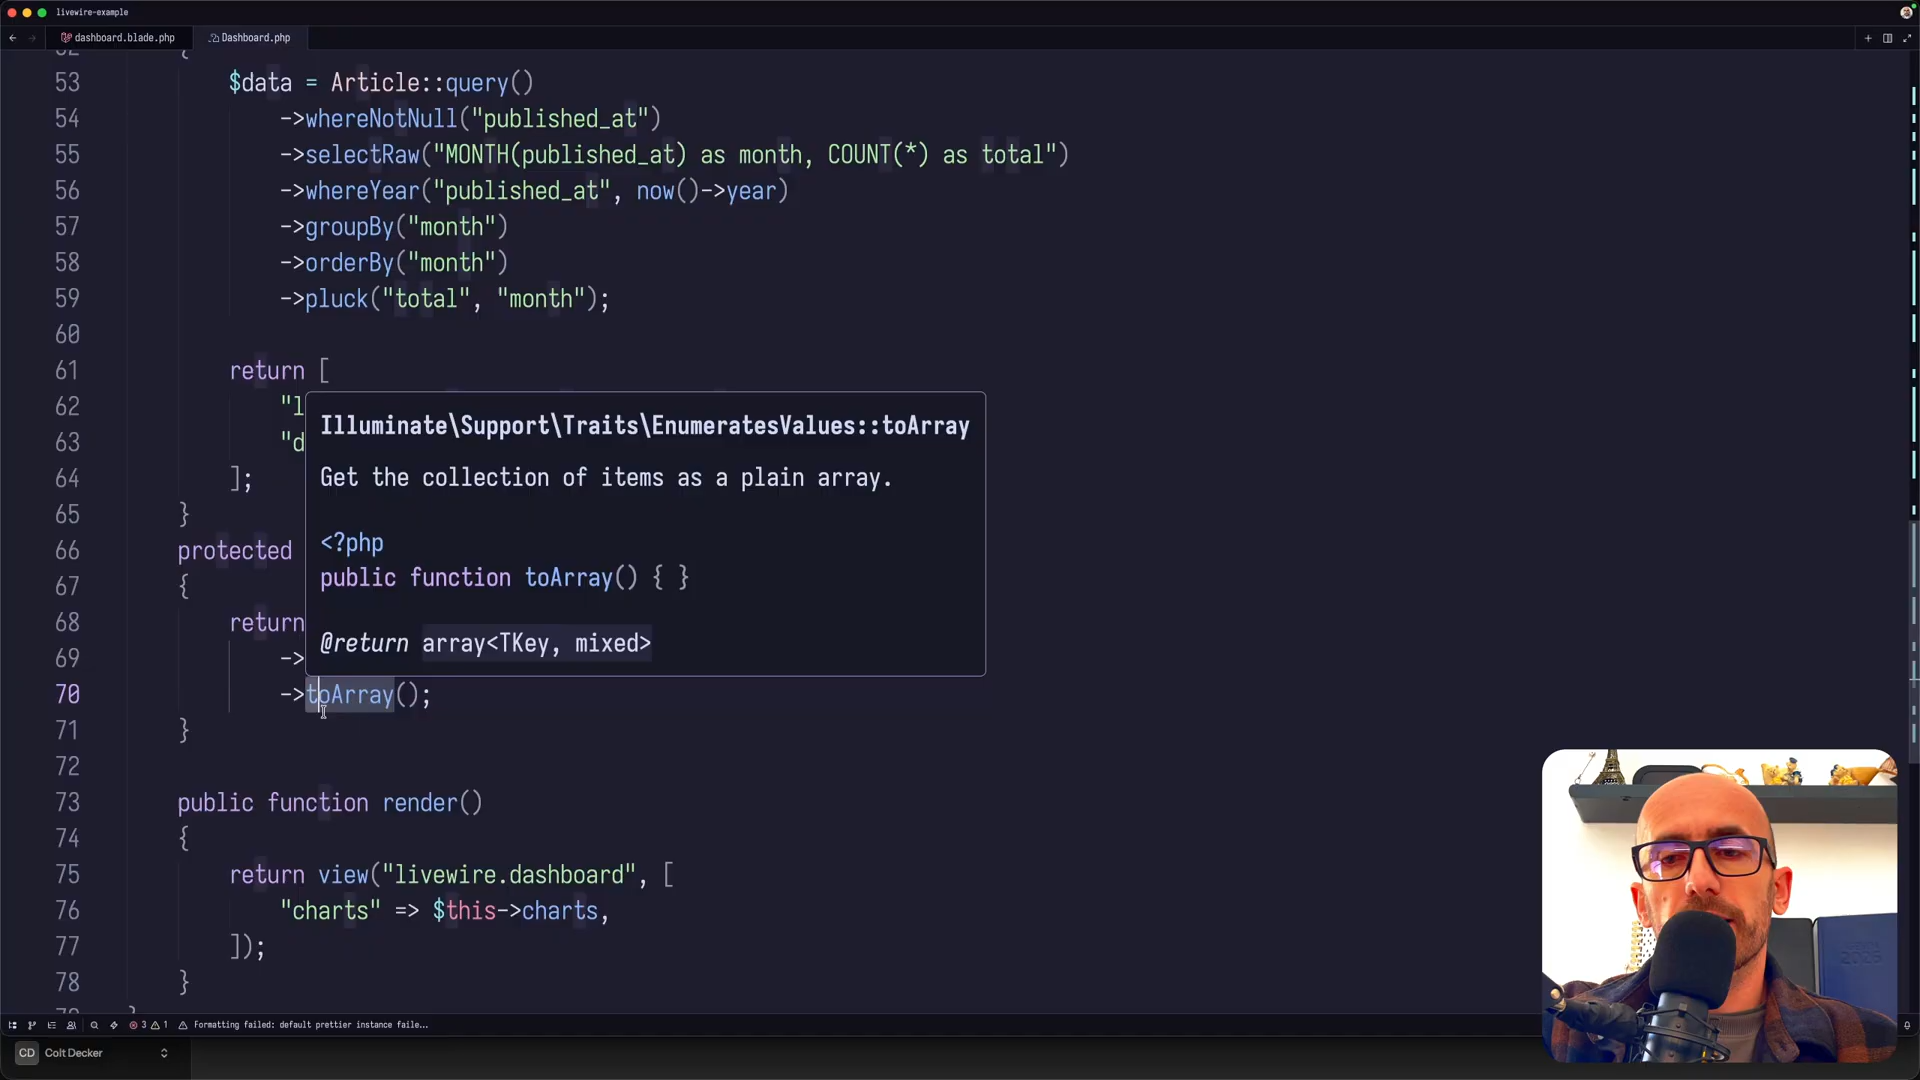 livewire-example
dashboard.blade.php
Dashboard.php
{
53 $data = Article::query()
54 ->whereNotNull("published_at")
55 ->selectRaw("MONTH(published_at) as month, COUNT(*) as total")
56 ->whereYear("published_at", now()->year)
57 ->groupBy("month")
58 ->orderBy("month")
59 ->pluck("total", "month");
60
61 return [
62 "l
63 "d
64 ];
65 }
66 protected
67 {
68 return
69 ->
70 ->toArray();
71 }
72
73 public function render()
74 {
75 return view("livewire.dashboard", [
76 "charts" => $this->charts,
77 ]);
78 }
Illuminate\Support\Traits\EnumeratesValues::toArray
Get the collection of items as a plain array.
<?php
public function toArray() { }
@return array<TKey, mixed>
3 1 Formatting failed: default prettier instance faile...
CD Colt Decker